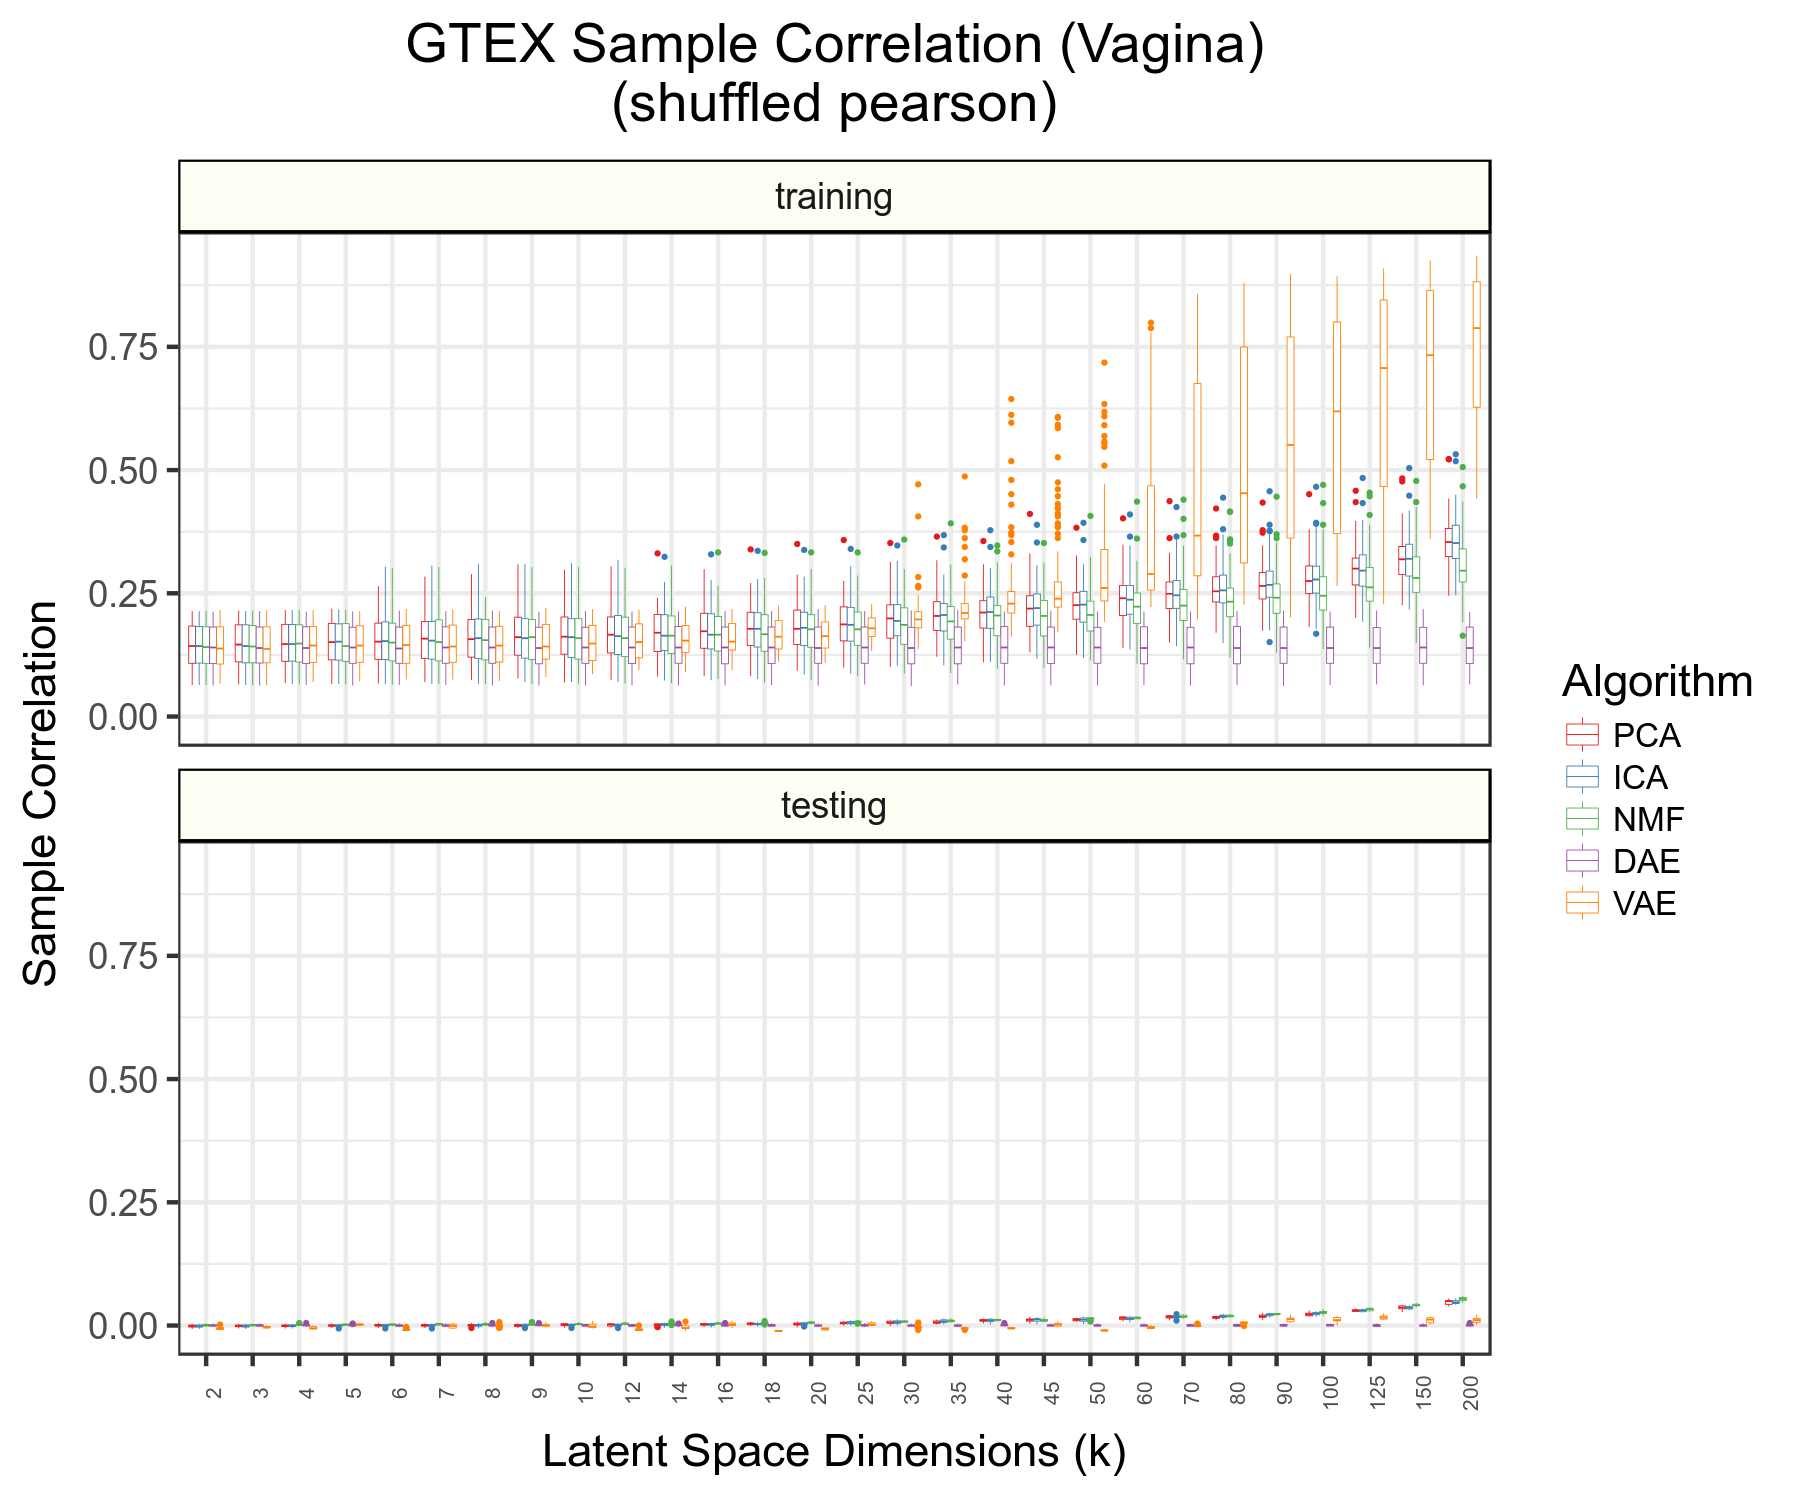 GTEX Sample Correlation (Vagina)
(shuffled pearson)
training
0.75
0.50
0.25
0.00
testing
0.75
0.50
0.25
0.00
Sample Correlation
2 3 4 5 6 7 8 9 10 12 14 16 18 20 25 30 35 40 45 50 60 70 80 90 100 125 150 200
Latent Space Dimensions (k)
Algorithm
PCA
ICA
NMF
DAE
VAE